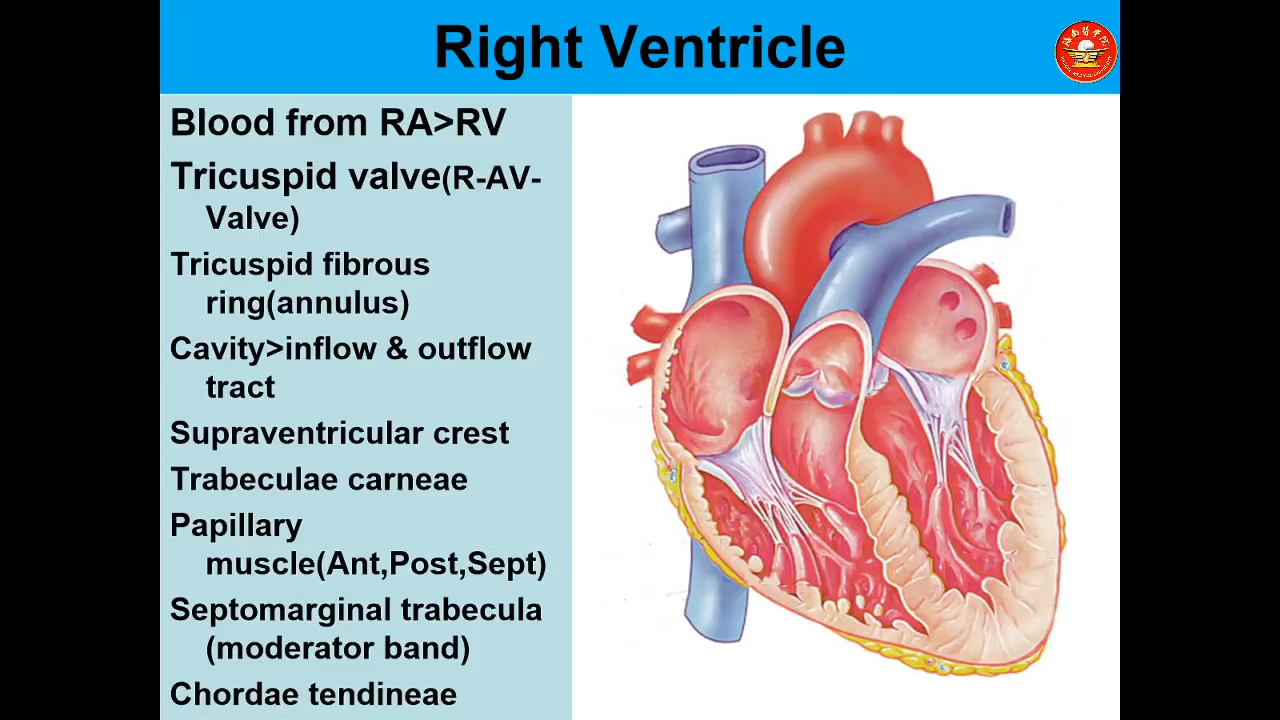 Right Ventricle
Blood from RA>RV
Tricuspid valve(R-AV-
Valve)
Tricuspid fibrous
ring(annulus)
Cavity>inflow & outflow
tract
Supraventricular crest
Trabeculae carneae
Papillary
muscle(Ant,Post,Sept)
Septomarginal trabecula
(moderator band)
Chordae tendineae